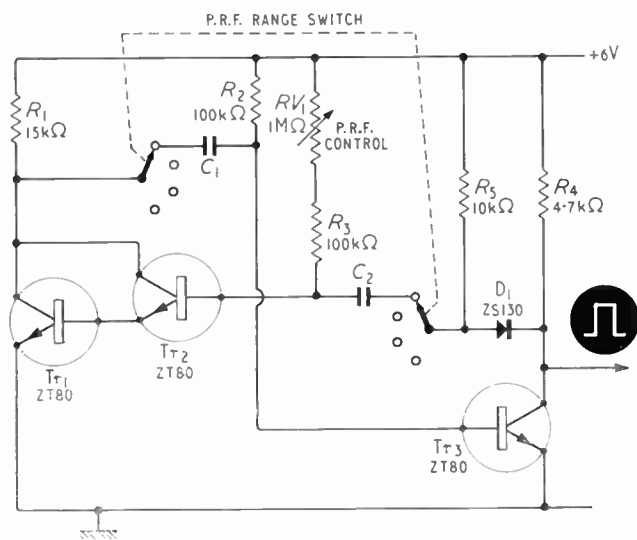 P.R.F. RANGE SWITCH
+6V
R1
15kΩ
R2
100kΩ
RV1
1MΩ
P.R.F.
CONTROL
C1
R3
100kΩ
R5
10kΩ
R4
4·7kΩ
C2
D1
ZS130
Tr1
ZT80
Tr2
ZT80
Tr3
ZT80